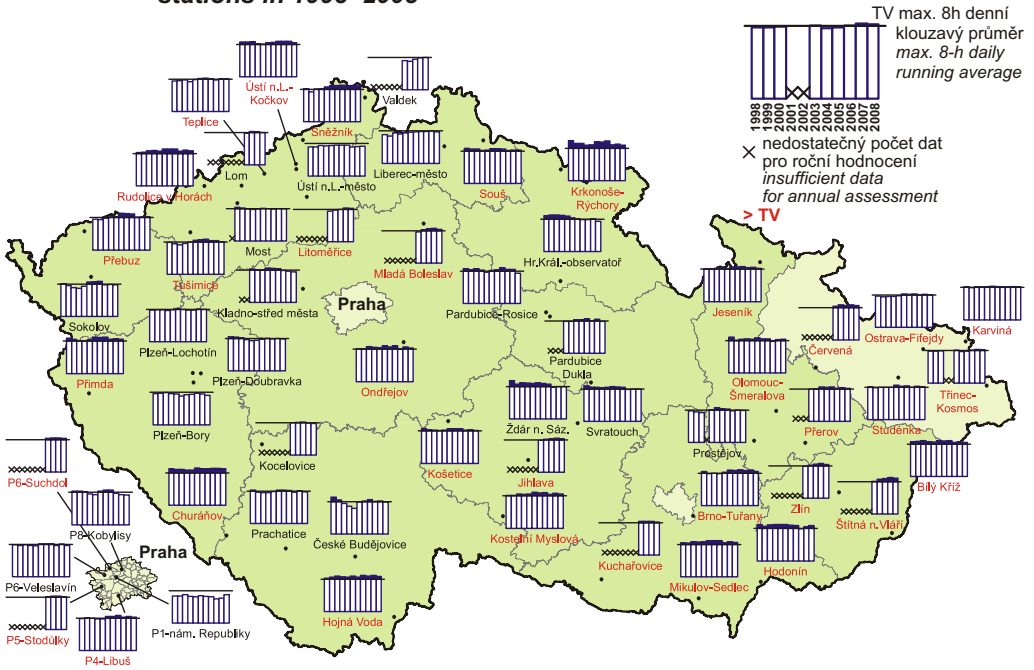 stations in 1998–2008
TV max. 8h denní
klouzavý průměr
max. 8-h daily
running average
1998
1999
2000
2001
2002
2003
2004
2005
2006
2007
2008
nedostatečný počet dat
pro roční hodnocení
insufficient data
for annual assessment
> TV
Ústí n.L.-
Kočkov
Teplice
Sněžník
Valdek
Lom
Ústí n.L.-město
Liberec-město
Rudolice v Horách
Souš
Krkonoše-
Rýchory
Přebuz
Most
Litoměřice
Tušimice
Mladá Boleslav
Hr.Král.-observatoř
Sokolov
Kladno-střed města
Praha
Pardubice-Rosice
Jeseník
Karviná
Plzeň-Lochotín
Červená
Ostrava-Fifejdy
Přimda
Plzeň-Doubravka
Ondřejov
Pardubice
Dukla
Olomouc-
Šmeralova
Třinec-
Kosmos
Plzeň-Bory
Žďár n. Sáz.
Svratouch
Přerov
Studénka
Prostějov
Kocelovice
Košetice
Jihlava
Bílý Kříž
P6-Suchdol
Churáňov
Prachatice
České Budějovice
Kostelní Myslová
Brno-Tuřany
Zlín
Štítná n.Vláří
P8-Kobylisy
Praha
Kuchařovice
Mikulov-Sedlec
Hodonín
P6-Veleslavín
P5-Stodůlky
P1-nám. Republiky
P4-Libuš
Hojná Voda